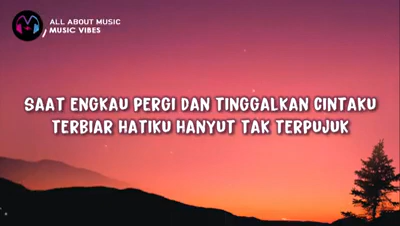 ALL ABOUT MUSIC
MUSIC VIBES
SAAT ENGKAU PERGI DAN TINGGALKAN CINTAKU
TERBIAR HATIKU HANYUT TAK TERPUJUK